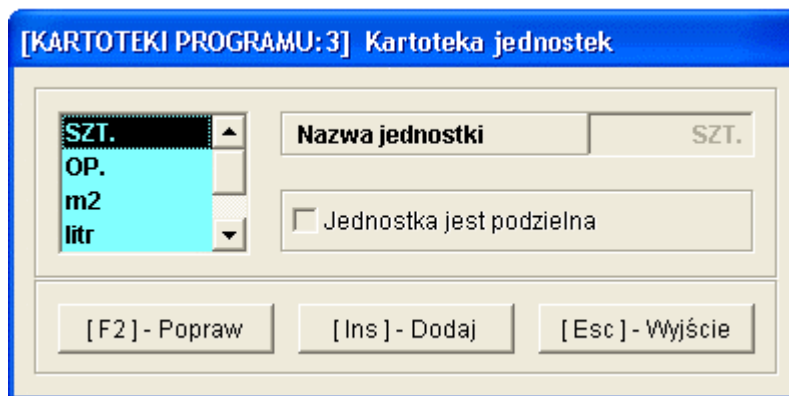 [KARTOTEKI PROGRAMU:3] Kartoteka jednostek
SZT.
OP.
m2
litr
Nazwa jednostki SZT.
Jednostka jest podzielna
[F2]- Popraw [Ins]- Dodaj [Esc]- Wyjście